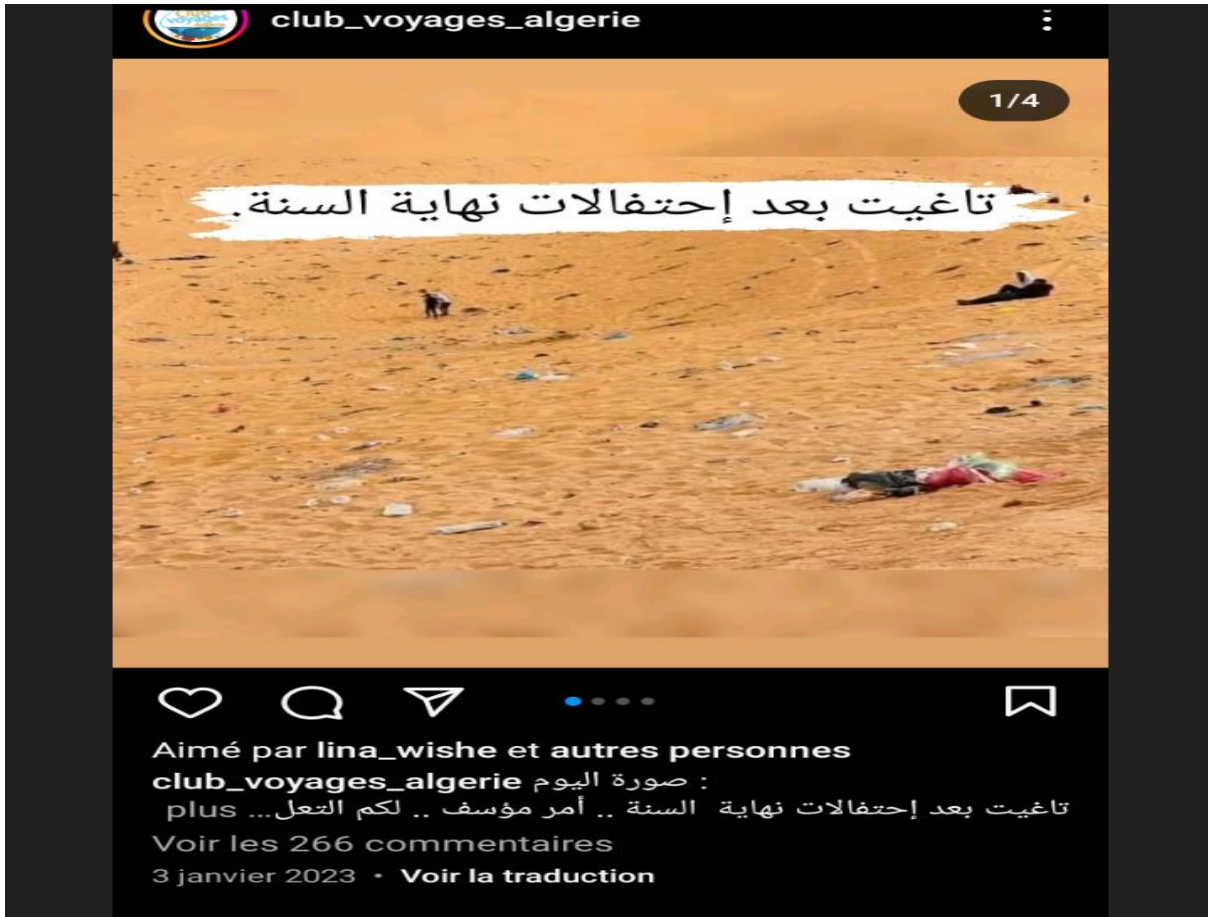 club_voyages_algerie
1/4
تاغيت بعد إحتفالات نهاية السنة.
Aimé par lina_wishe et autres personnes
club_voyages_algerie صورة اليوم :
تاغيت بعد إحتفالات نهاية السنة .. أمر مؤسف .. لكم التعل... plus
Voir les 266 commentaires
3 janvier 2023 • Voir la traduction